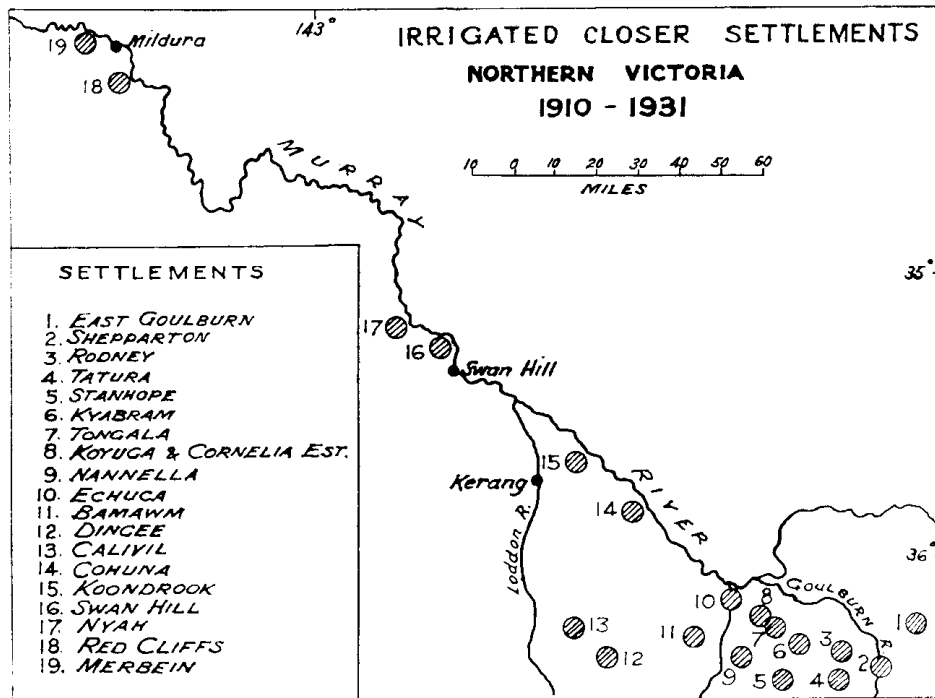 IRRIGATED CLOSER SETTLEMENTS
NORTHERN VICTORIA
1910 - 1931
10 0 10 20 30 40 50 60
MILES
143°
35°
36°
19
Mildura
18
MURRAY
RIVER
17
16
Swan Hill
15
Kerang
14
Loddon R.
GOULBURN R.
10
8
7
13
11
12
9
6
5
3
4
2
1
SETTLEMENTS
1. EAST GOULBURN
2. SHEPPARTON
3. RODNEY
4. TATURA
5. STANHOPE
6. KYABRAM
7. TONGALA
8. KOYUGA & CORNELIA EST.
9. NANNELLA
10. ECHUCA
11. BAMAWM
12. DINGEE
13. CALIVIL
14. COHUNA
15. KOONDROOK
16. SWAN HILL
17. NYAH
18. RED CLIFFS
19. MERBEIN